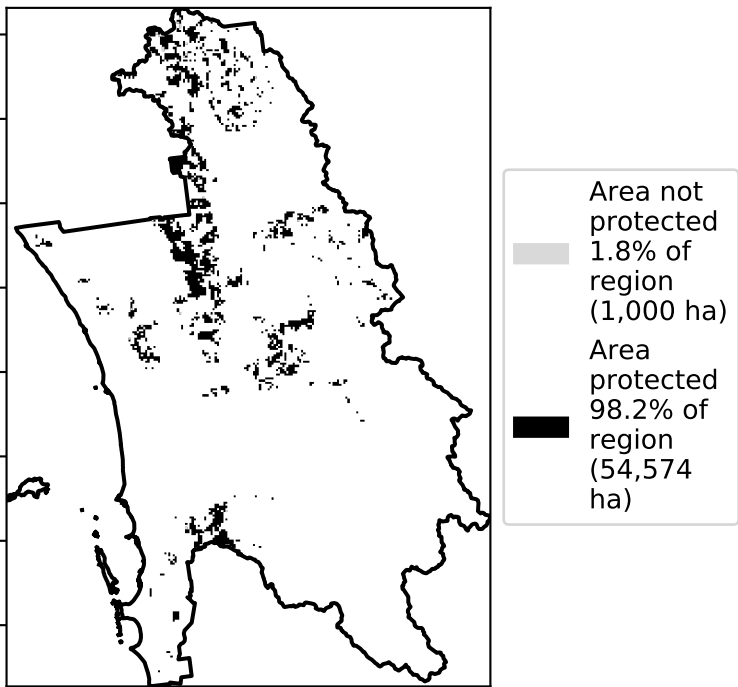 Area not
protected
1.8% of
region
(1,000 ha)
Area
protected
98.2% of
region
(54,574
ha)